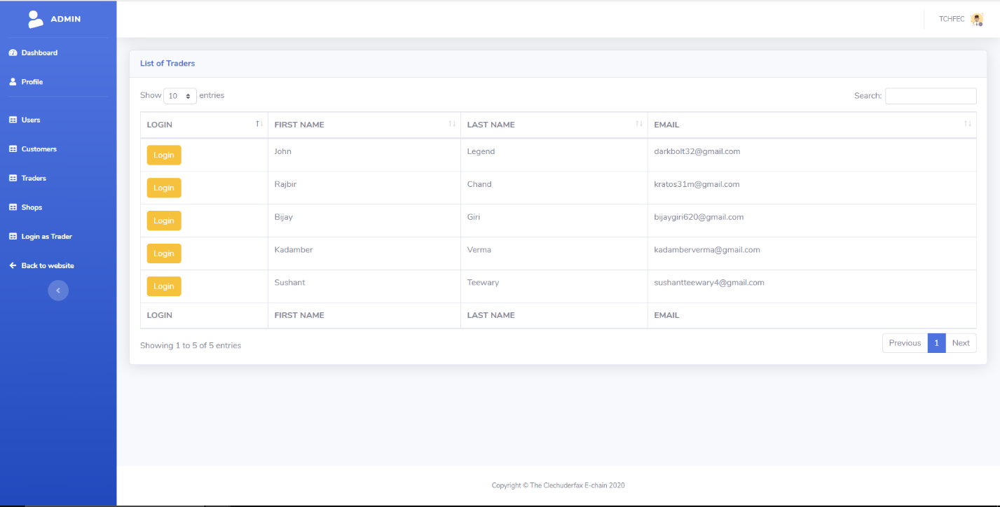 ADMIN
TCHFEC
Dashboard
Profile
Users
Customers
Traders
Shops
Login as Trader
Back to website
List of Traders
Show 10 entries
Search:
LOGIN FIRST NAME LAST NAME EMAIL
Login John Legend darkbolt32@gmail.com
Login Rajbir Chand kratos31m@gmail.com
Login Bijay Giri bijaygiri620@gmail.com
Login Kadamber Verma kadamberverma@gmail.com
Login Sushant Teewary sushantteewary4@gmail.com
LOGIN FIRST NAME LAST NAME EMAIL
Showing 1 to 5 of 5 entries
Previous 1 Next
Copyright © The Clechuderfax E-chain 2020